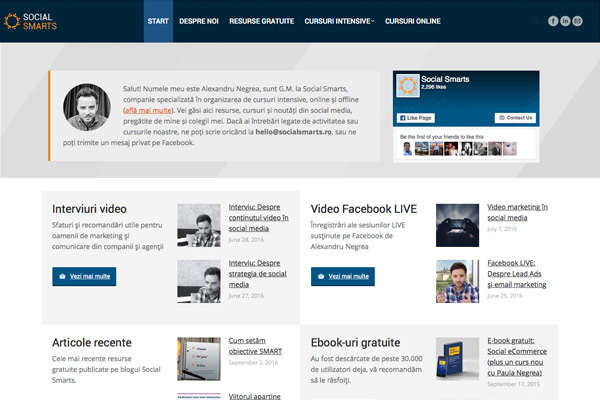 SOCIAL
SMARTS
START
DESPRE NOI
RESURSE GRATUITE
CURSURI INTENSIVE
CURSURI ONLINE
Salut! Numele meu este Alexandru Negrea, sunt G.M. la Social Smarts,
companie specializată în organizarea de cursuri intensive, online și offline
(află mai multe). Vei găsi aici resurse, cursuri și noutăți din social media,
pregătite de mine și colegii mei. Dacă ai întrebări legate de activitatea sau
cursurile noastre, ne poți scrie oricând la hello@socialsmarts.ro, sau ne
poți trimite un mesaj privat pe Facebook.
Social Smarts
2,296 likes
Like Page
Contact Us
Be the first of your friends to like this
Interviuri video
Sfaturi și recomandări utile pentru
oamenii de marketing și
comunicare din companii și agenții
Vezi mai multe
Interviu: Despre
conținutul video în
social media
June 28, 2016
Interviu: Despre
strategia de social
media
June 27, 2016
Video Facebook LIVE
Înregistrări ale sesiunilor LIVE
susținute pe Facebook de
Alexandru Negrea
Vezi mai multe
Video marketing în
social media
July 7, 2016
Facebook LIVE:
Despre Lead Ads
și email marketing
June 25, 2016
Articole recente
Cele mai recente resurse
gratuite publicate pe blogul Social
Smarts.
Cum setăm
obiective SMART
September 2, 2016
Viitorul aparține
Ebook-uri gratuite
Au fost descărcate de peste 30.000
de utilizatori deja, vă recomandăm
să le răsfoiți.
E-book gratuit:
Social eCommerce
(plus un curs nou
cu Paula Negrea)
September 17, 2015